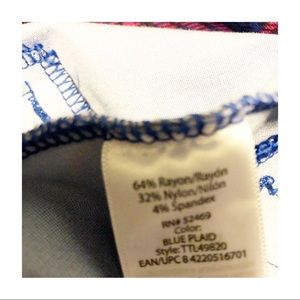 64% Rayon/Rayón
32% Nylon/Nilón
4% Spandex
RN# 52469
Color:
BLUE PLAID
Style: TTL49820
EAN/UPC 8 4220516701